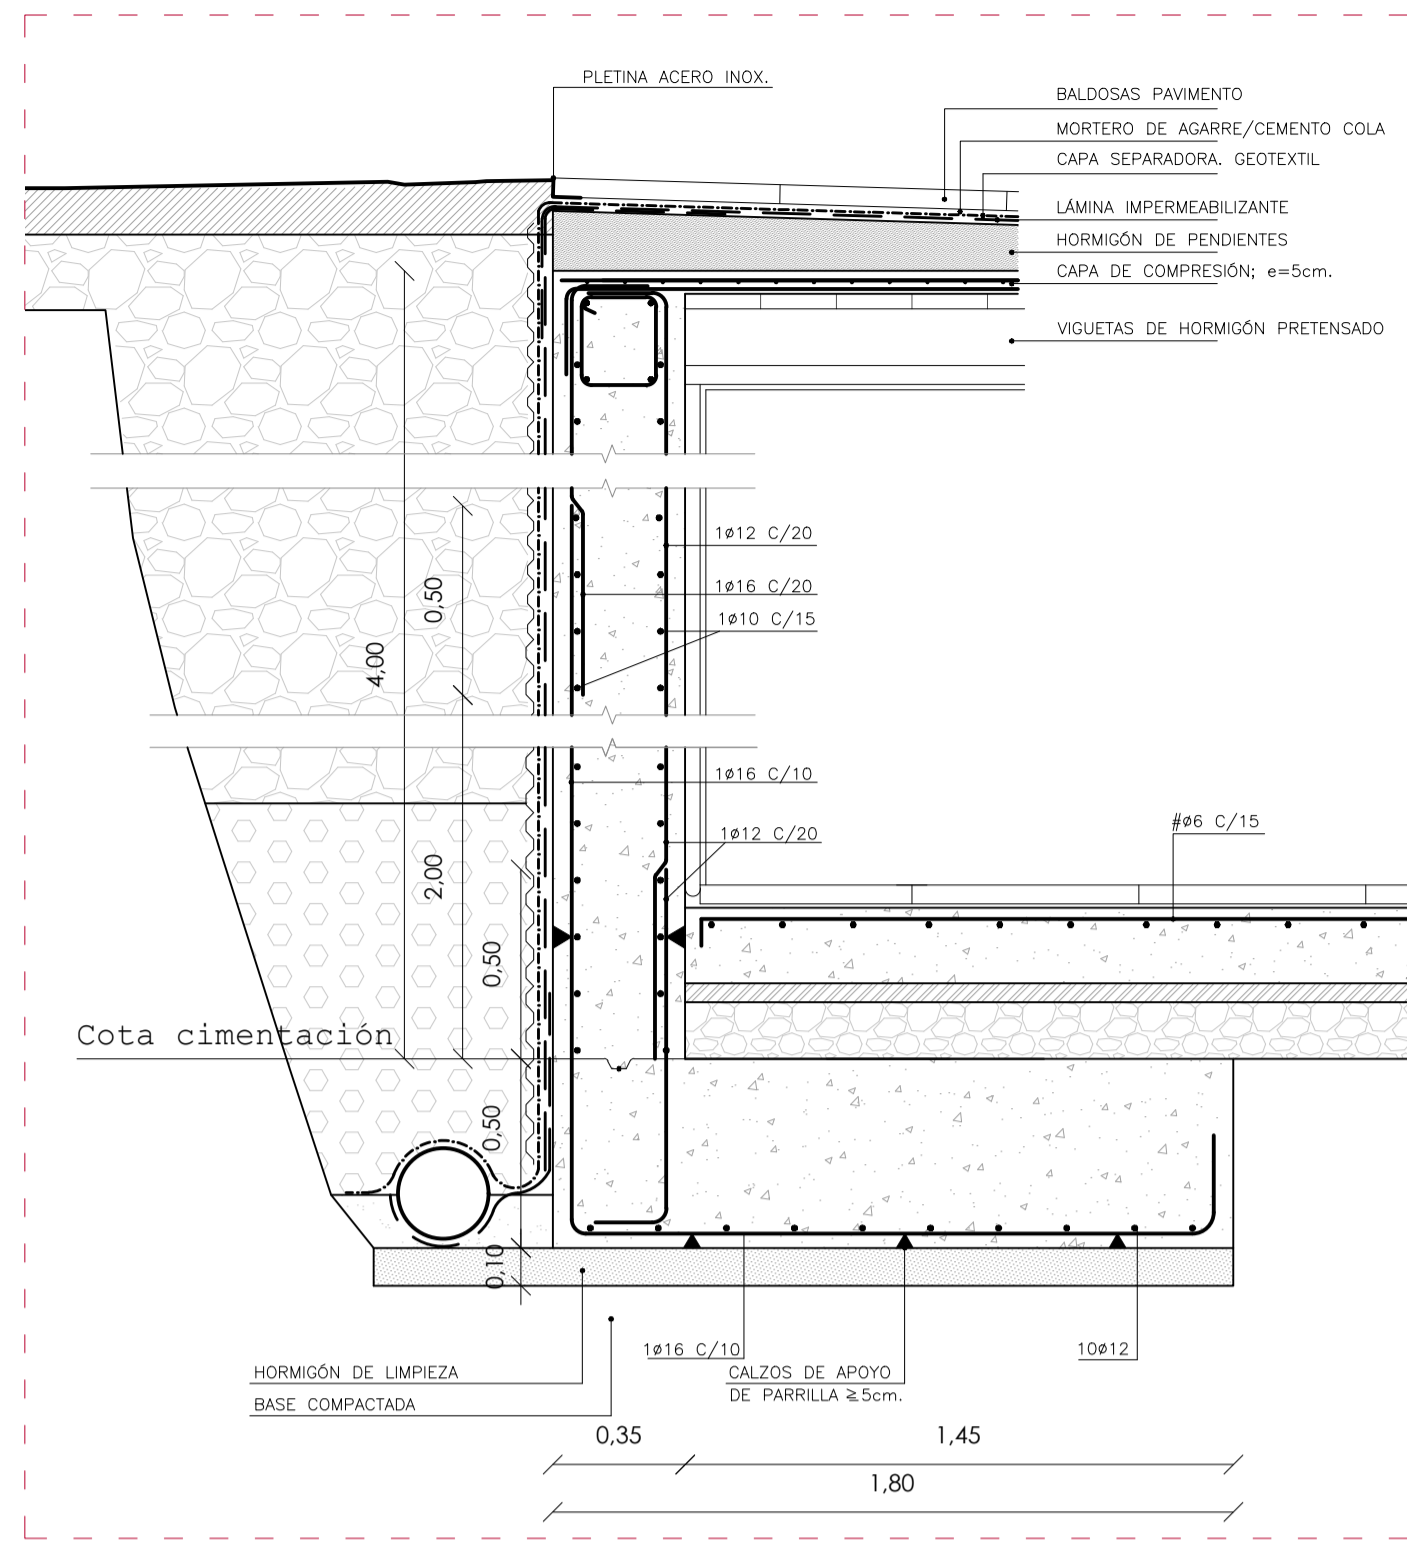 PLETINA ACERO INOX.
BALDOSAS PAVIMENTO
MORTERO DE AGARRE/CEMENTO COLA
CAPA SEPARADORA. GEOTEXTIL
LÁMINA IMPERMEABILIZANTE
HORMIGÓN DE PENDIENTES
CAPA DE COMPRESIÓN; e=5cm.
VIGUETAS DE HORMIGÓN PRETENSADO
1ø12 C/20
1ø16 C/20
1ø10 C/15
0,50
4,00
1ø16 C/10
1ø12 C/20
#ø6 C/15
2,00
0,50
Cota cimentación
0,50
0,10
1ø16 C/10
10ø12
HORMIGÓN DE LIMPIEZA
CALZOS DE APOYO
DE PARRILLA ≥5cm.
BASE COMPACTADA
0,35
1,45
1,80